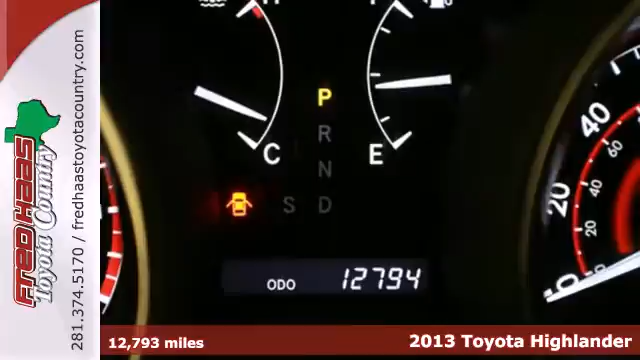 FRED HAAS
Toyota Country
281.374.5170 / fredhaastoyotacountry.com
C
E
P
R
N
D
S
ODO 12794
40
20
60
40
20
12,793 miles
2013 Toyota Highlander